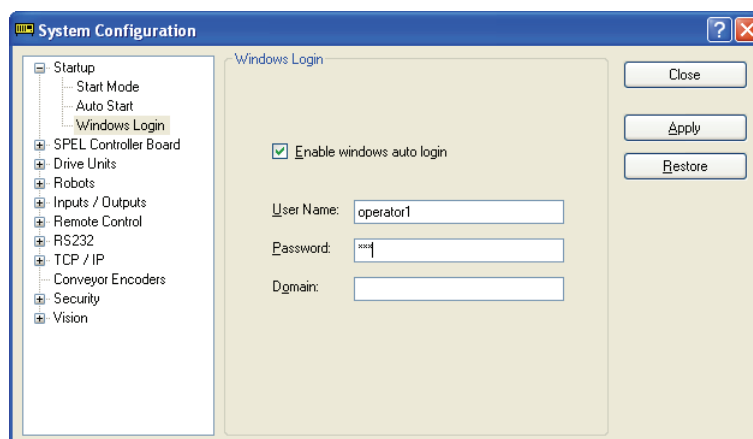 System Configuration
Startup
Start Mode
Auto Start
Windows Login
SPEL Controller Board
Drive Units
Robots
Inputs / Outputs
Remote Control
RS232
TCP / IP
Conveyor Encoders
Security
Vision
Windows Login
Enable windows auto login
User Name: operator1
Password: ***
Domain:
Close
Apply
Restore